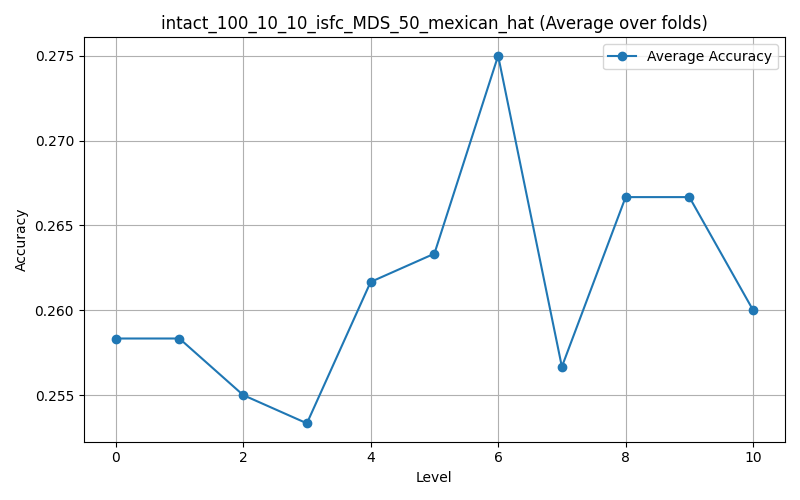 intact_100_10_10_isfc_MDS_50_mexican_hat (Average over folds)
Average Accuracy
0.275
0.270
0.265
0.260
0.255
Accuracy
0 2 4 6 8 10
Level